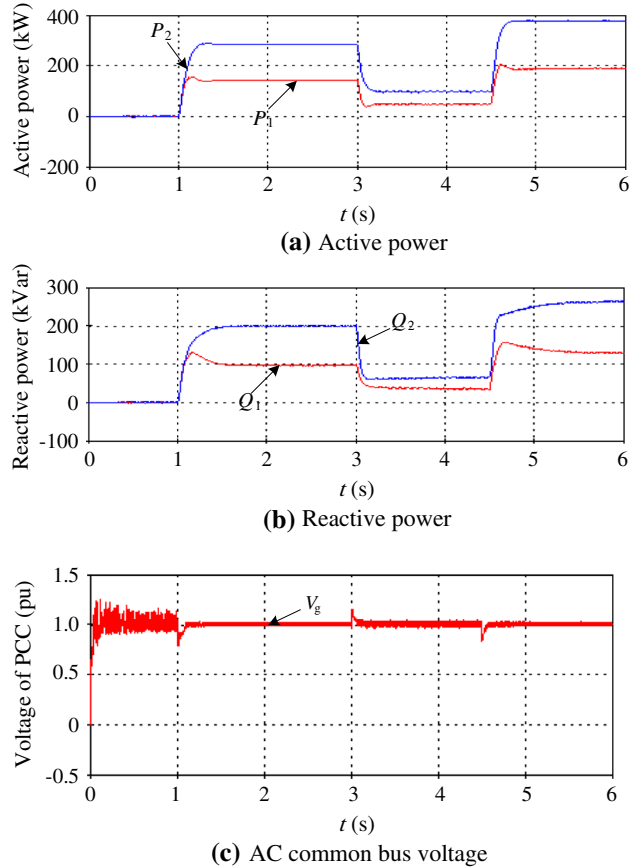 Active power (kW)
400
200
0
-200
P2
P1
0 1 2 3 4 5 6
t (s)
(a) Active power
Reactive power (kVar)
300
200
100
0
-100
Q2
Q1
0 1 2 3 4 5 6
t (s)
(b) Reactive power
Voltage of PCC (pu)
1.5
1.0
0.5
0
-0.5
Vg
0 1 2 3 4 5 6
t (s)
(c) AC common bus voltage